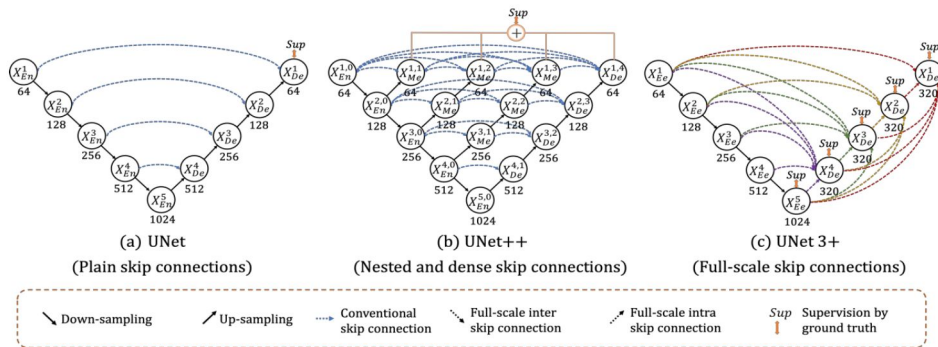 Sup
Sup
Sup
X^1_En X^1_De
64 64
X^2_En X^2_De
128 128
X^3_En X^3_De
256 256
X^4_En X^4_De
512 512
X^5_En
1024
X^1,0_En X^1,1_Me X^1,2_Me X^1,3_Me X^1,4_De
64 64 64 64 64
X^2,0_En X^2,1_Me X^2,2_Me X^2,3_De
128 128 128 128
X^3,0_En X^3,1_Me X^3,2_De
256 256 256
X^4,0_En X^4,1_De
512 512
X^5,0_En
1024
+
X^1_Ee X^1_De
64 320
Sup
X^2_Ee X^2_De
128 320
Sup
X^3_Ee X^3_De
256 320
Sup
X^4_Ee X^4_De
512 320
Sup
X^5_Ee
1024
(a) UNet
(Plain skip connections)
(b) UNet++
(Nested and dense skip connections)
(c) UNet 3+
(Full-scale skip connections)
Down-sampling
Up-sampling
Conventional
skip connection
Full-scale inter
skip connection
Full-scale intra
skip connection
Sup Supervision by
ground truth